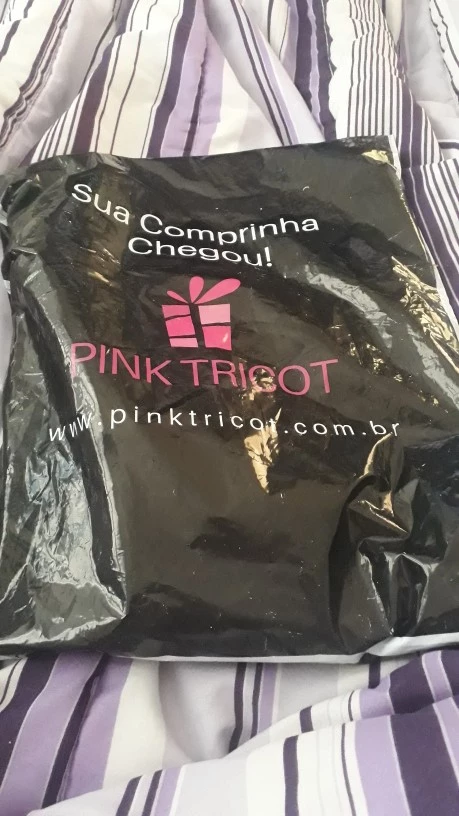 Sua Comprinha
Chegou!
PINK TRICOT
www.pinktricot.com.br